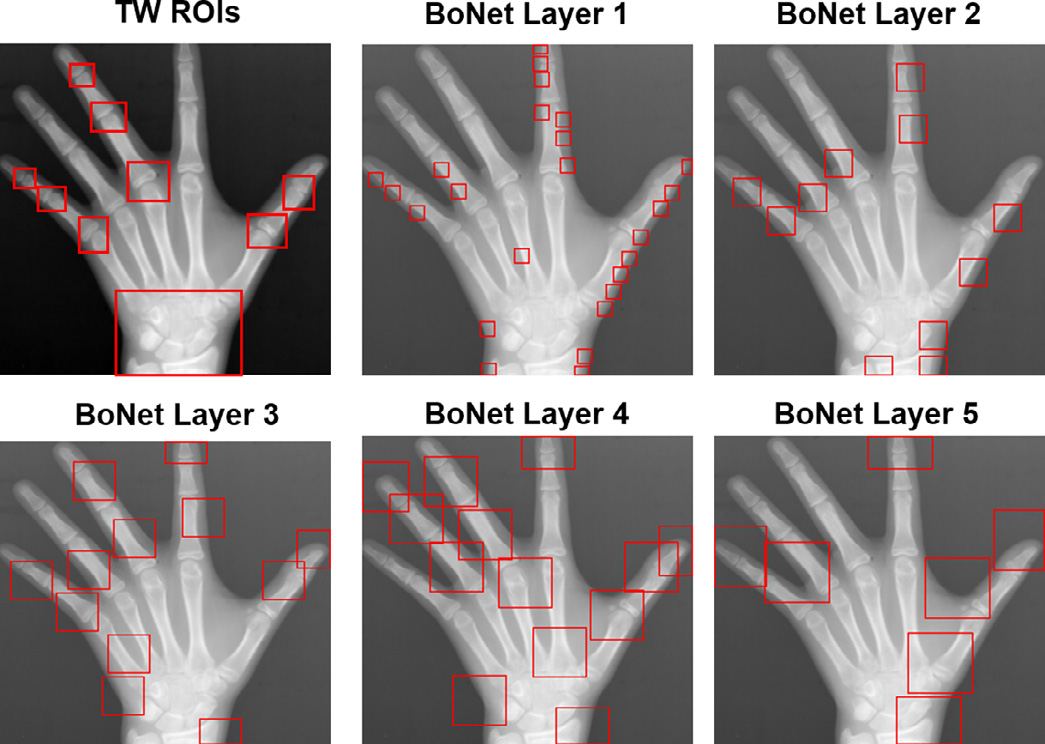 TW ROIs
BoNet Layer 1
BoNet Layer 2
BoNet Layer 3
BoNet Layer 4
BoNet Layer 5